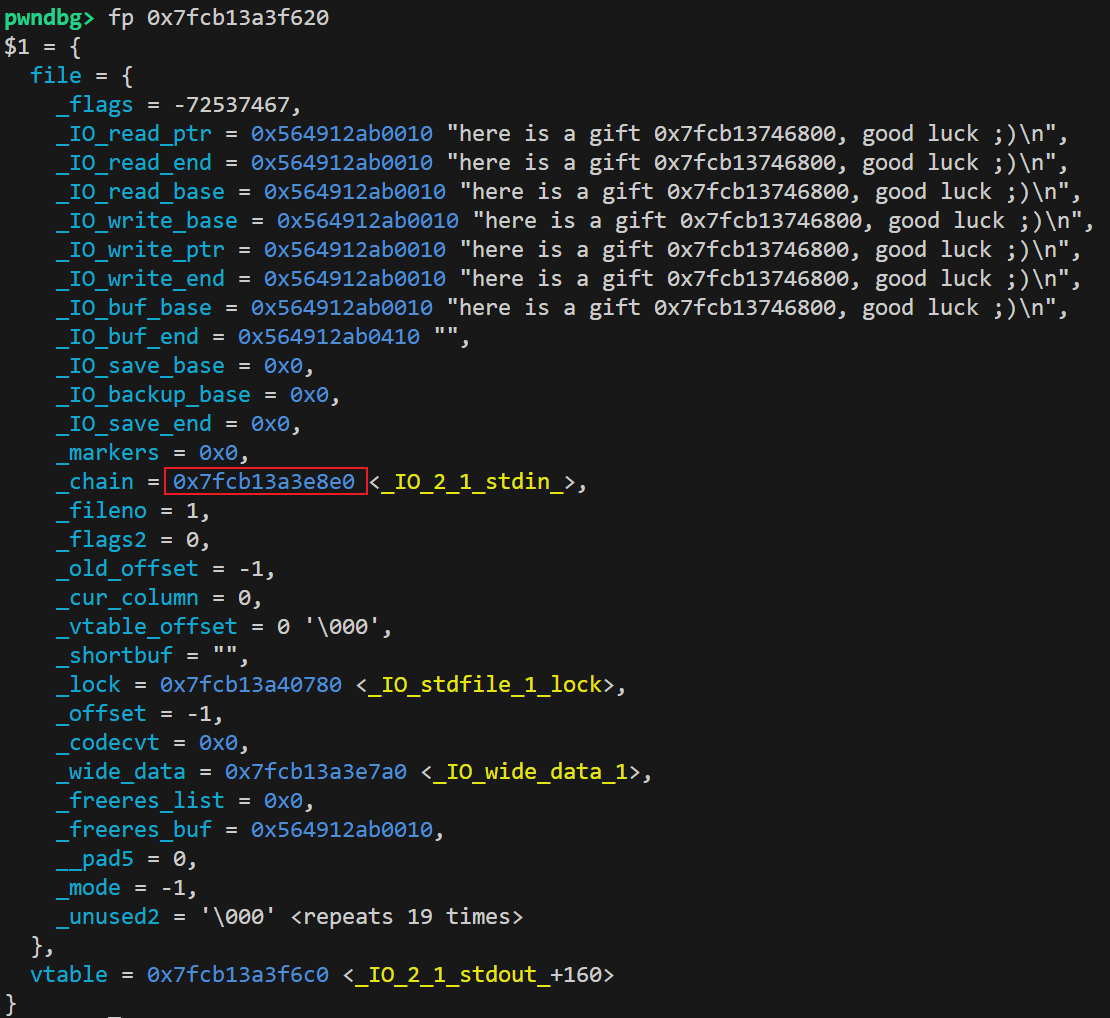 pwndbg> fp 0x7fcb13a3f620
$1 = {
  file = {
    _flags = -72537467,
    _IO_read_ptr = 0x564912ab0010 "here is a gift 0x7fcb13746800, good luck ;)\n",
    _IO_read_end = 0x564912ab0010 "here is a gift 0x7fcb13746800, good luck ;)\n",
    _IO_read_base = 0x564912ab0010 "here is a gift 0x7fcb13746800, good luck ;)\n",
    _IO_write_base = 0x564912ab0010 "here is a gift 0x7fcb13746800, good luck ;)\n",
    _IO_write_ptr = 0x564912ab0010 "here is a gift 0x7fcb13746800, good luck ;)\n",
    _IO_write_end = 0x564912ab0010 "here is a gift 0x7fcb13746800, good luck ;)\n",
    _IO_buf_base = 0x564912ab0010 "here is a gift 0x7fcb13746800, good luck ;)\n",
    _IO_buf_end = 0x564912ab0410 "",
    _IO_save_base = 0x0,
    _IO_backup_base = 0x0,
    _IO_save_end = 0x0,
    _markers = 0x0,
    _chain = 0x7fcb13a3e8e0 <_IO_2_1_stdin_>,
    _fileno = 1,
    _flags2 = 0,
    _old_offset = -1,
    _cur_column = 0,
    _vtable_offset = 0 '\000',
    _shortbuf = "",
    _lock = 0x7fcb13a40780 <_IO_stdfile_1_lock>,
    _offset = -1,
    _codecvt = 0x0,
    _wide_data = 0x7fcb13a3e7a0 <_IO_wide_data_1>,
    _freeres_list = 0x0,
    _freeres_buf = 0x564912ab0010,
    __pad5 = 0,
    _mode = -1,
    _unused2 = '\000' <repeats 19 times>
  },
  vtable = 0x7fcb13a3f6c0 <_IO_2_1_stdout_+160>
}